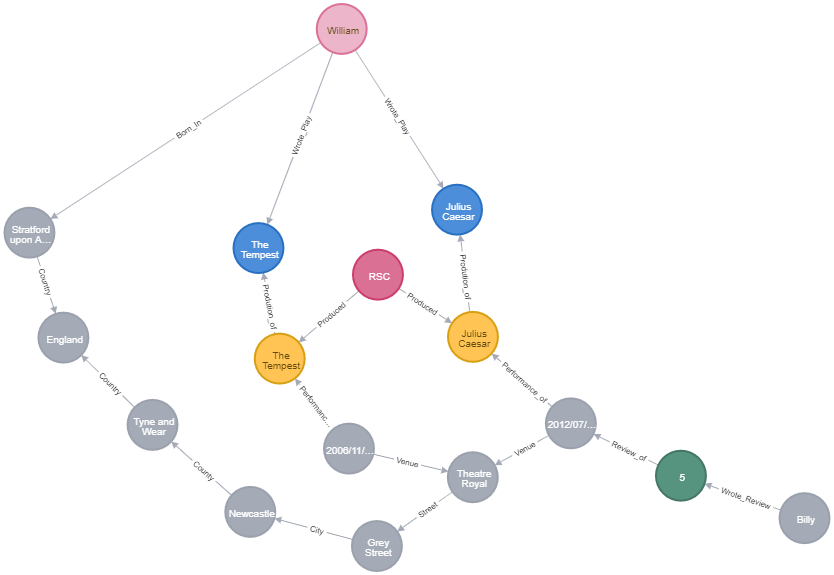 William
Born_In
Wrote_Play
Wrote_Play
Stratford
upon A...
The
Tempest
Julius
Caesar
RSC
Country
Prodution_of
Produced
Produced
Prodution_of
England
The
Tempest
Julius
Caesar
Country
Performanc...
Performance_of
Tyne and
Wear
2006/11/...
2012/07/...
Venue
Venue
Review_of
County
Theatre
Royal
5
Wrote_Review
Street
Newcastle
City
Grey
Street
Billy